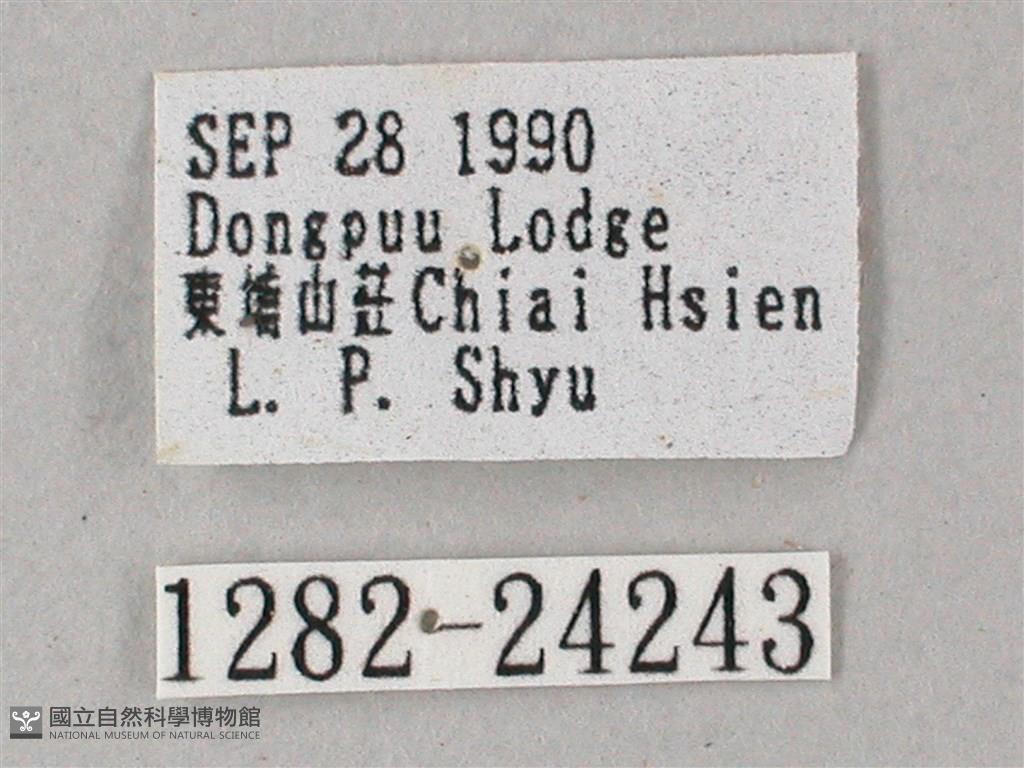 SEP 28 1990
Dongpuu Lodge
東埔山莊Chiai Hsien
L. P. Shyu
1282-24243
國立自然科學博物館
NATIONAL MUSEUM OF NATURAL SCIENCE